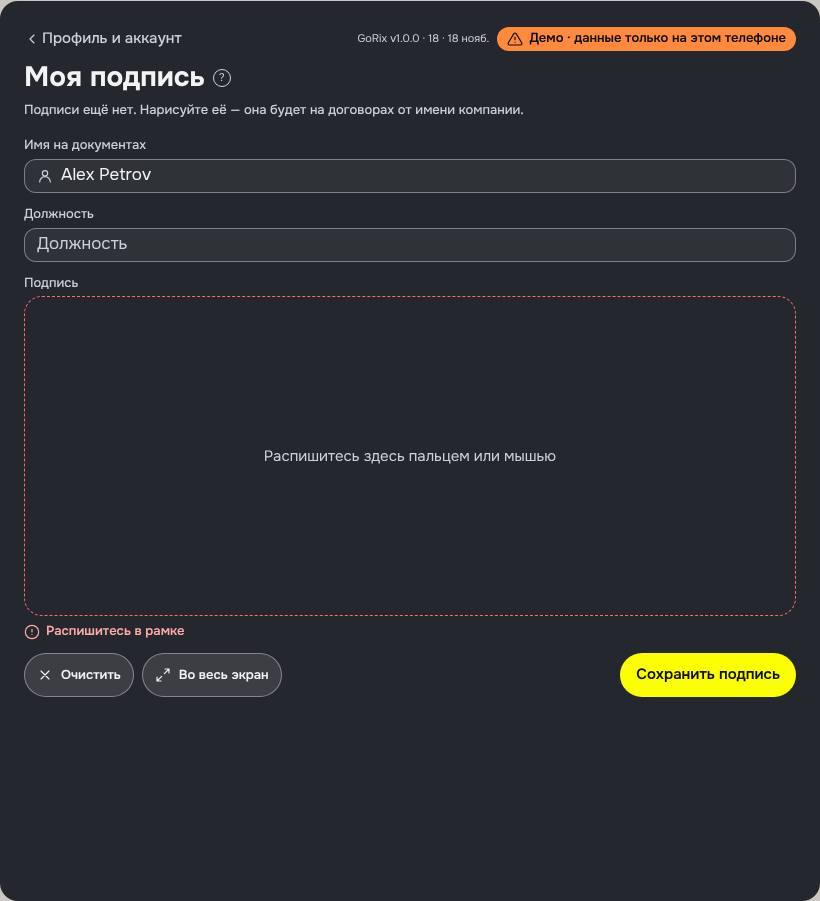 Профиль и аккаунт
GoRix v1.0.0 · 18 · 18 нояб.
Демо · данные только на этом телефоне
Моя подпись ?
Подписи ещё нет. Нарисуйте её — она будет на договорах от имени компании.
Имя на документах
Alex Petrov
Должность
Должность
Подпись
Распишитесь здесь пальцем или мышью
Распишитесь в рамке
Очистить
Во весь экран
Сохранить подпись